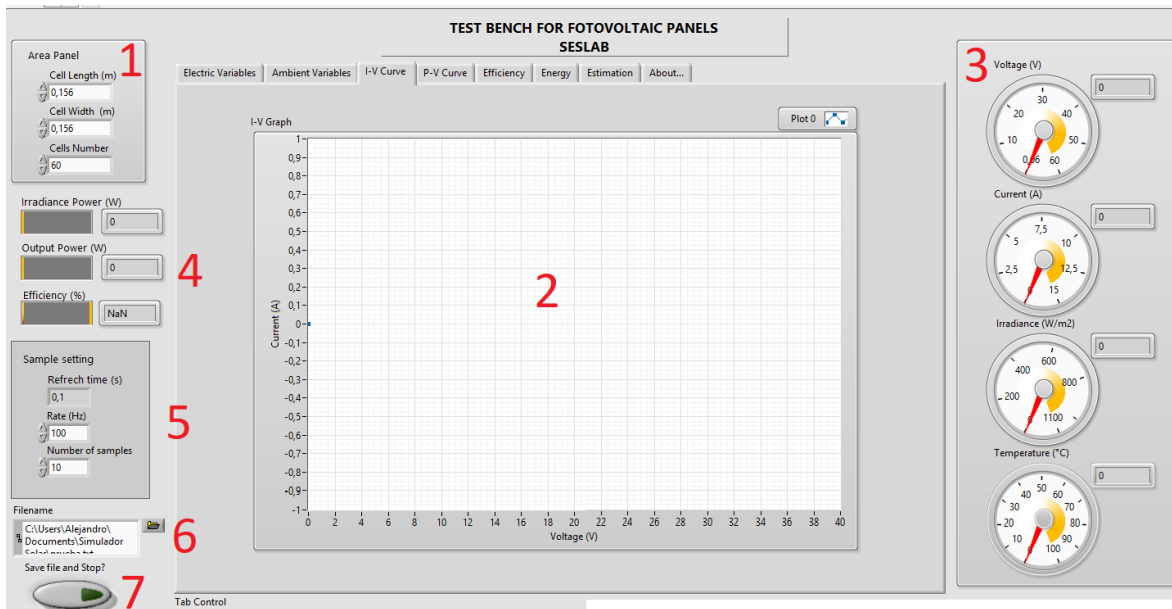 TEST BENCH FOR FOTOVOLTAIC PANELS
SESLAB
1
Area Panel
Cell Length (m)
0,156
Cell Width (m)
0,156
Cells Number
60
Irradiance Power (W)
0
Output Power (W)
0
4
Efficiency (%)
NaN
Sample setting
Refrech time (s)
0,1
5
Rate (Hz)
100
Number of samples
10
Filename
C:\Users\Alejandro\
Documents\Simulador
Solar\prueba.txt
6
Save file and Stop?
7
Electric Variables Ambient Variables I-V Curve P-V Curve Efficiency Energy Estimation About...
I-V Graph
Plot 0
2
Current (A)
1
0,9
0,8
0,7
0,6
0,5
0,4
0,3
0,2
0,1
0
-0,1
-0,2
-0,3
-0,4
-0,5
-0,6
-0,7
-0,8
-0,9
-1
0 2 4 6 8 10 12 14 16 18 20 22 24 26 28 30 32 34 36 38 40
Voltage (V)
Tab Control
3
Voltage (V)
0
0,06 10 20 30 40 50 60
Current (A)
0
0 2,5 5 7,5 10 12,5 15
Irradiance (W/m2)
0
0 200 400 600 800 1100
Temperature (°C)
0
0 10 20 30 40 50 60 70 80 90 100